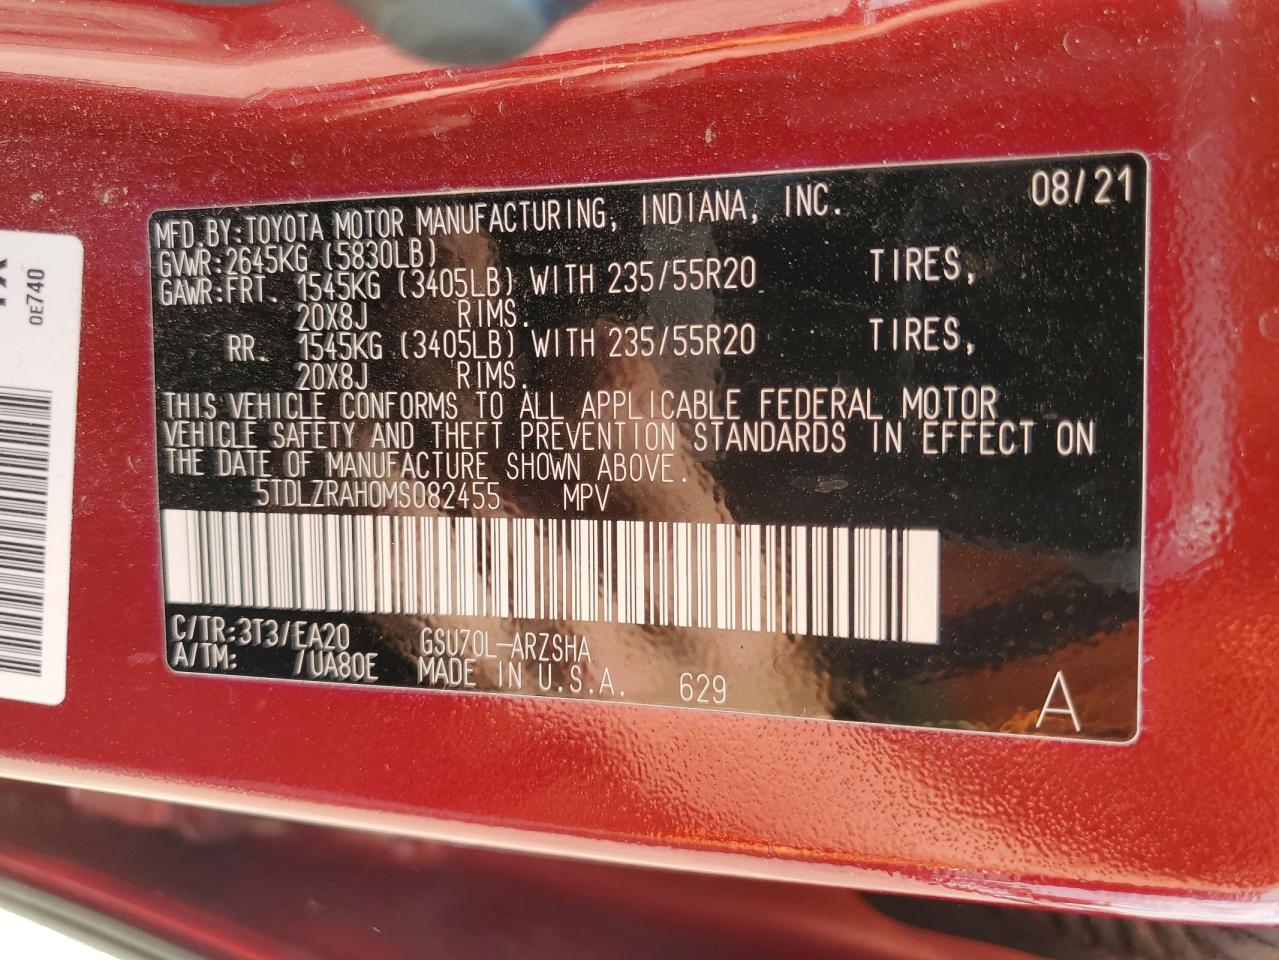 MFD.BY:TOYOTA MOTOR MANUFACTURING, INDIANA, INC. 08/21
GVWR:2645KG (5830LB)
GAWR:FRT. 1545KG (3405LB) WITH 235/55R20 TIRES,
20X8J RIMS.
RR. 1545KG (3405LB) WITH 235/55R20 TIRES,
20X8J RIMS.
THIS VEHICLE CONFORMS TO ALL APPLICABLE FEDERAL MOTOR
VEHICLE SAFETY AND THEFT PREVENTION STANDARDS IN EFFECT ON
THE DATE OF MANUFACTURE SHOWN ABOVE.
5TDLZRAH0MS082455 MPV
C/TR:3T3/EA20 GSU70L-ARZSHA
A/TM: /UA80E MADE IN U.S.A. 629
A
0E740